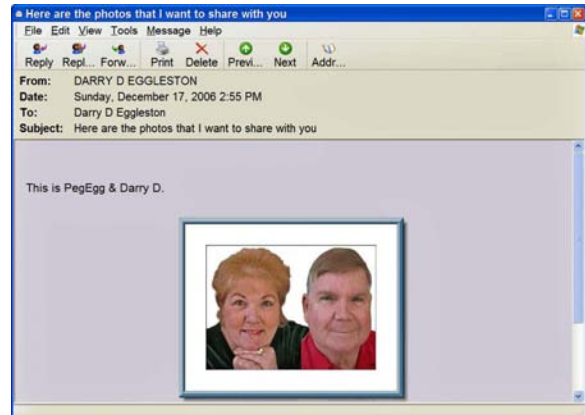 Here are the photos that I want to share with you
File Edit View Tools Message Help
Reply Repl... Forw... Print Delete Previ... Next Addr...
From: DARRY D EGGLESTON
Date: Sunday, December 17, 2006 2:55 PM
To: Darry D Eggleston
Subject: Here are the photos that I want to share with you
This is PegEgg & Darry D.